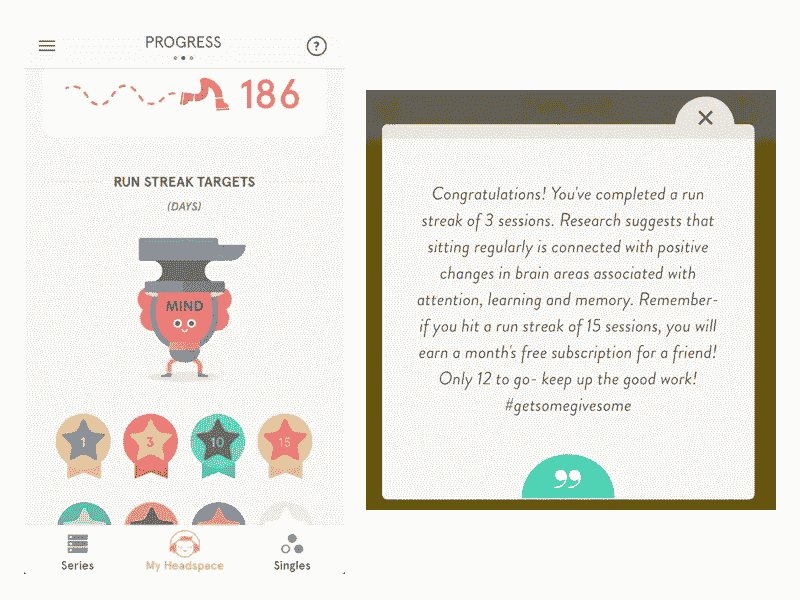 PROGRESS
?
186
RUN STREAK TARGETS
(DAYS)
MIND
1
3
10
15
Series
My Headspace
Singles
Congratulations! You've completed a run
streak of 3 sessions. Research suggests that
sitting regularly is connected with positive
changes in brain areas associated with
attention, learning and memory. Remember-
if you hit a run streak of 15 sessions, you will
earn a month's free subscription for a friend!
Only 12 to go- keep up the good work!
#getsomegivesome